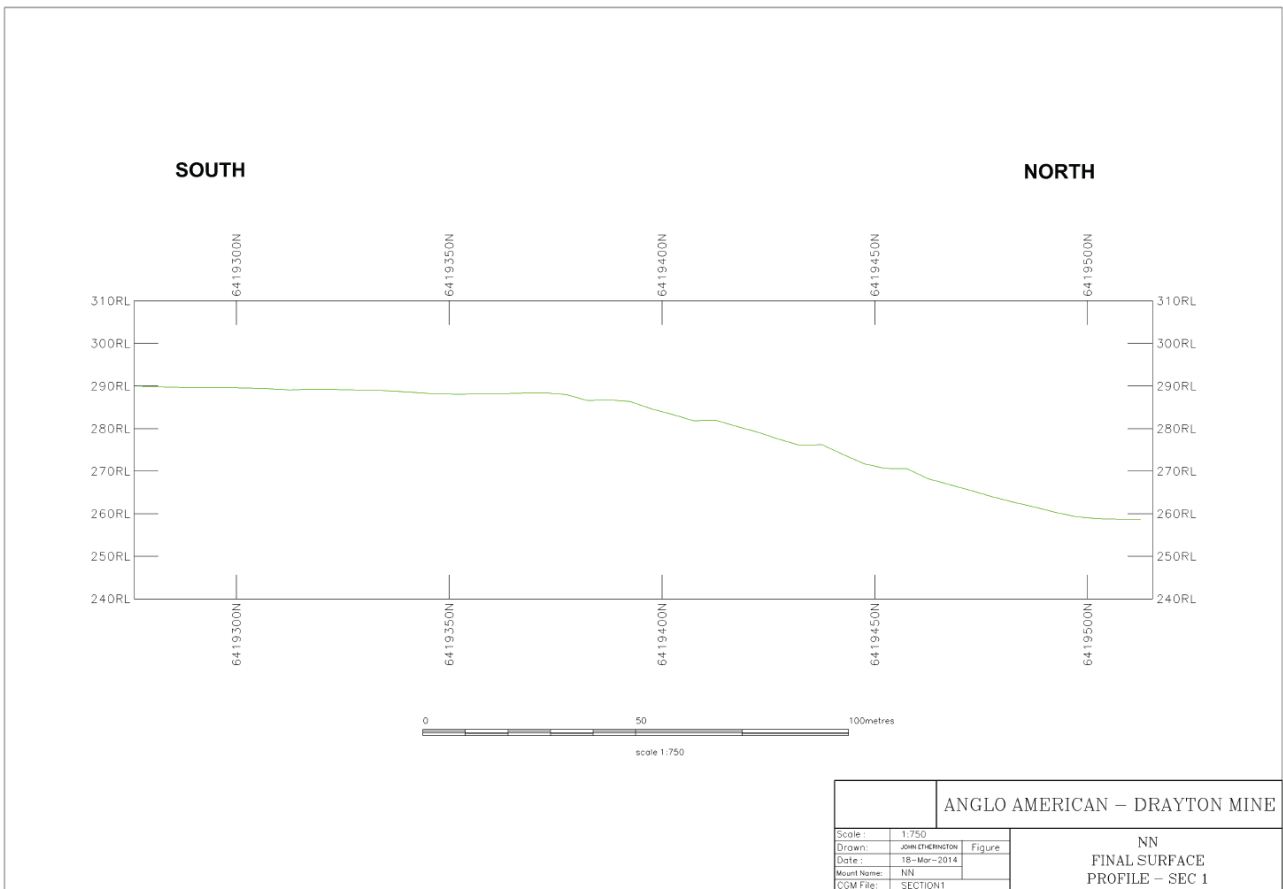 SOUTH NORTH
6419300N 6419350N 6419400N 6419450N 6419500N
310RL 310RL
300RL 300RL
290RL 290RL
280RL 280RL
270RL 270RL
260RL 260RL
250RL 250RL
240RL 240RL
6419300N 6419350N 6419400N 6419450N 6419500N
0 50 100metres
scale 1:750
ANGLO AMERICAN – DRAYTON MINE
Scale : 1:750
Drawn: JOHN ETHERINGTON Figure
Date : 18-Mar-2014
Mount Name: NN
CGM File: SECTION1
NN
FINAL SURFACE
PROFILE – SEC 1